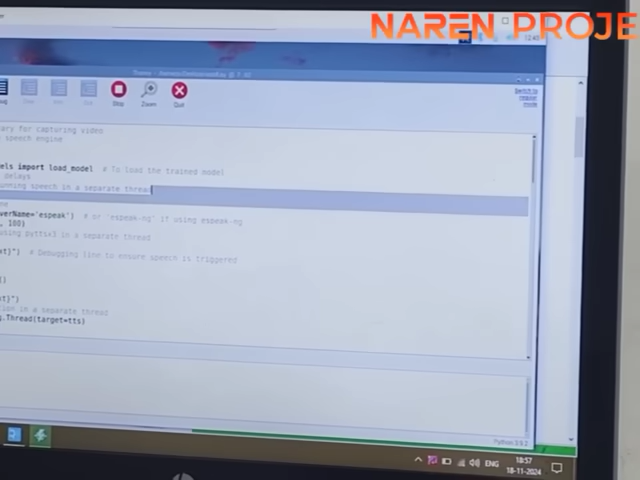 NAREN PROJE
12:43
Switch to
regular
mode
Stop
Zoom
Quit
ary for capturing video
speech engine
els import load_model # To load the trained model
delays
unning speech in a separate thread
verName='espeak') # or 'espeak-ng' if using espeak-ng
, 100)
using pyttsx3 in a separate thread
xt}") # Debugging line to ensure speech is triggered
()
xt}")
tion in a separate thread
g.Thread(target=tts)
Python 3.9.2
ENG
18:57
18-11-2024